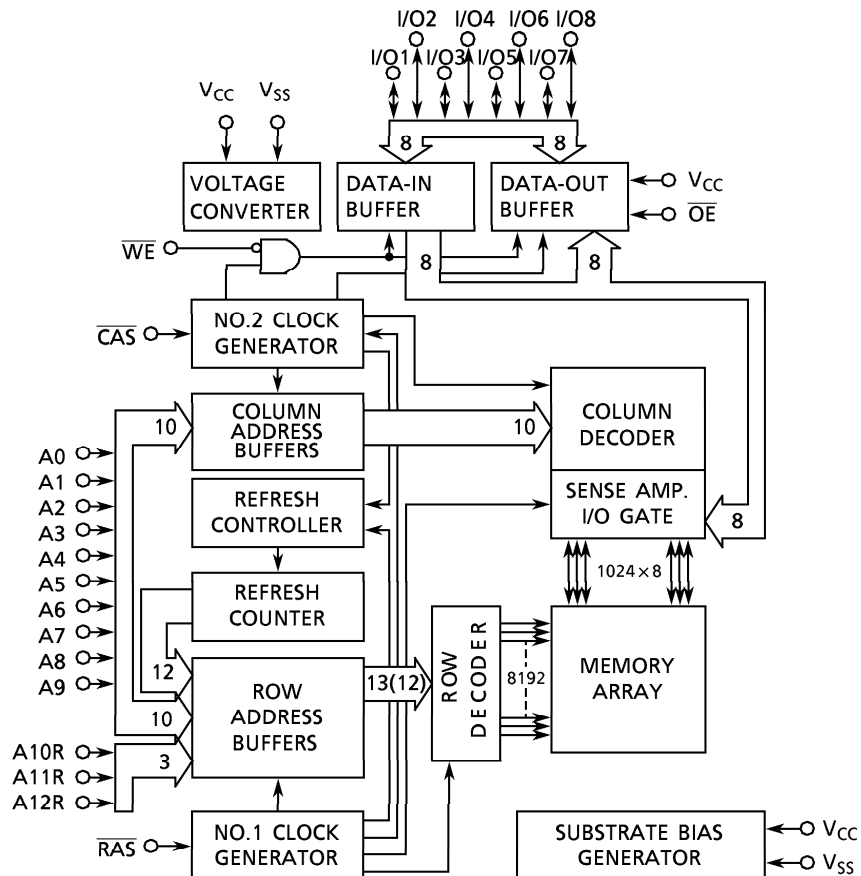 I/O2 I/O4 I/O6 I/O8
I/O1 I/O3 I/O5 I/O7
VCC VSS
8
VOLTAGE
CONVERTER
DATA-IN
BUFFER
DATA-OUT
BUFFER
VCC
OE
WE
8
8
CAS
NO.2 CLOCK
GENERATOR
10
COLUMN
ADDRESS
BUFFERS
10
COLUMN
DECODER
A0
A1
A2
A3
A4
A5
A6
A7
A8
A9
REFRESH
CONTROLLER
SENSE AMP.
I/O GATE
8
1024×8
REFRESH
COUNTER
12
10
3
ROW
ADDRESS
BUFFERS
13(12)
ROW
DECODER
8192
MEMORY
ARRAY
A10R
A11R
A12R
RAS
NO.1 CLOCK
GENERATOR
SUBSTRATE BIAS
GENERATOR
VCC
VSS